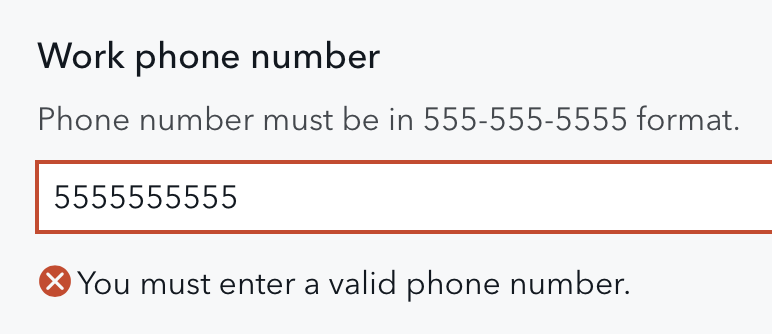 Work phone number
Phone number must be in 555-555-5555 format.
5555555555
You must enter a valid phone number.